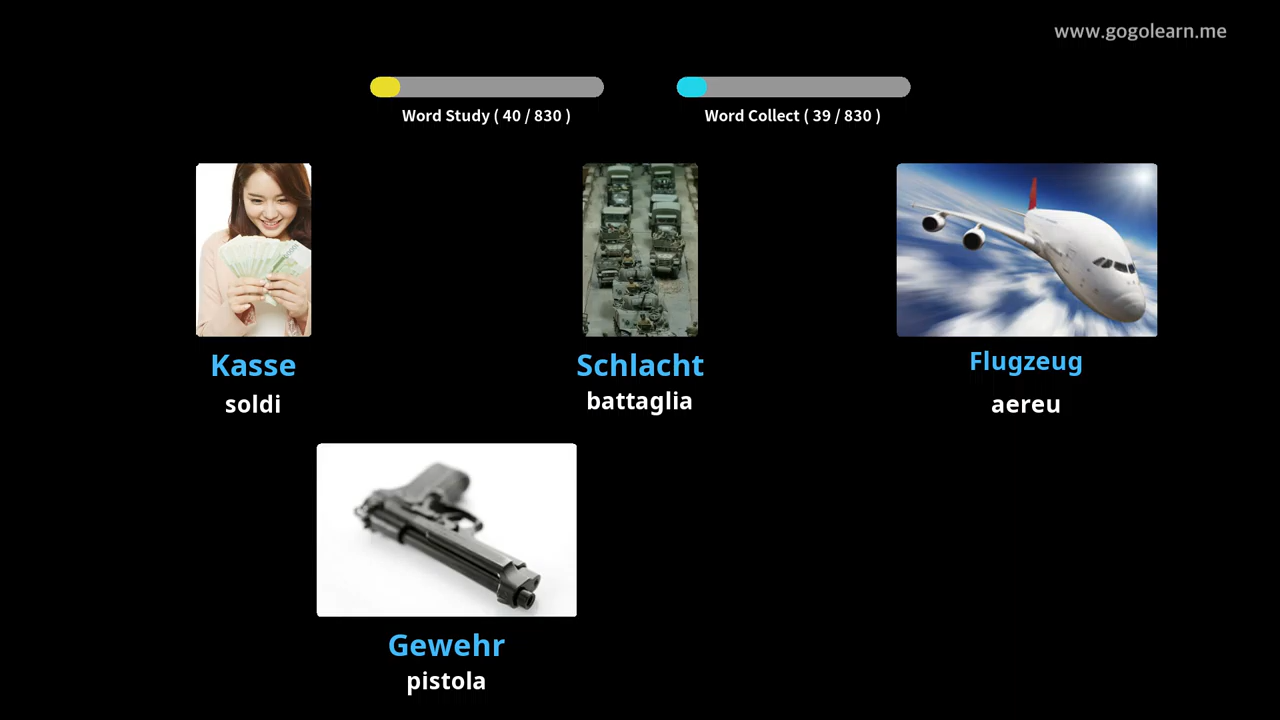 www.gogolearn.me
Word Study ( 40 / 830 )
Word Collect ( 39 / 830 )
Kasse
soldi
Schlacht
battaglia
Flugzeug
aereu
Gewehr
pistola